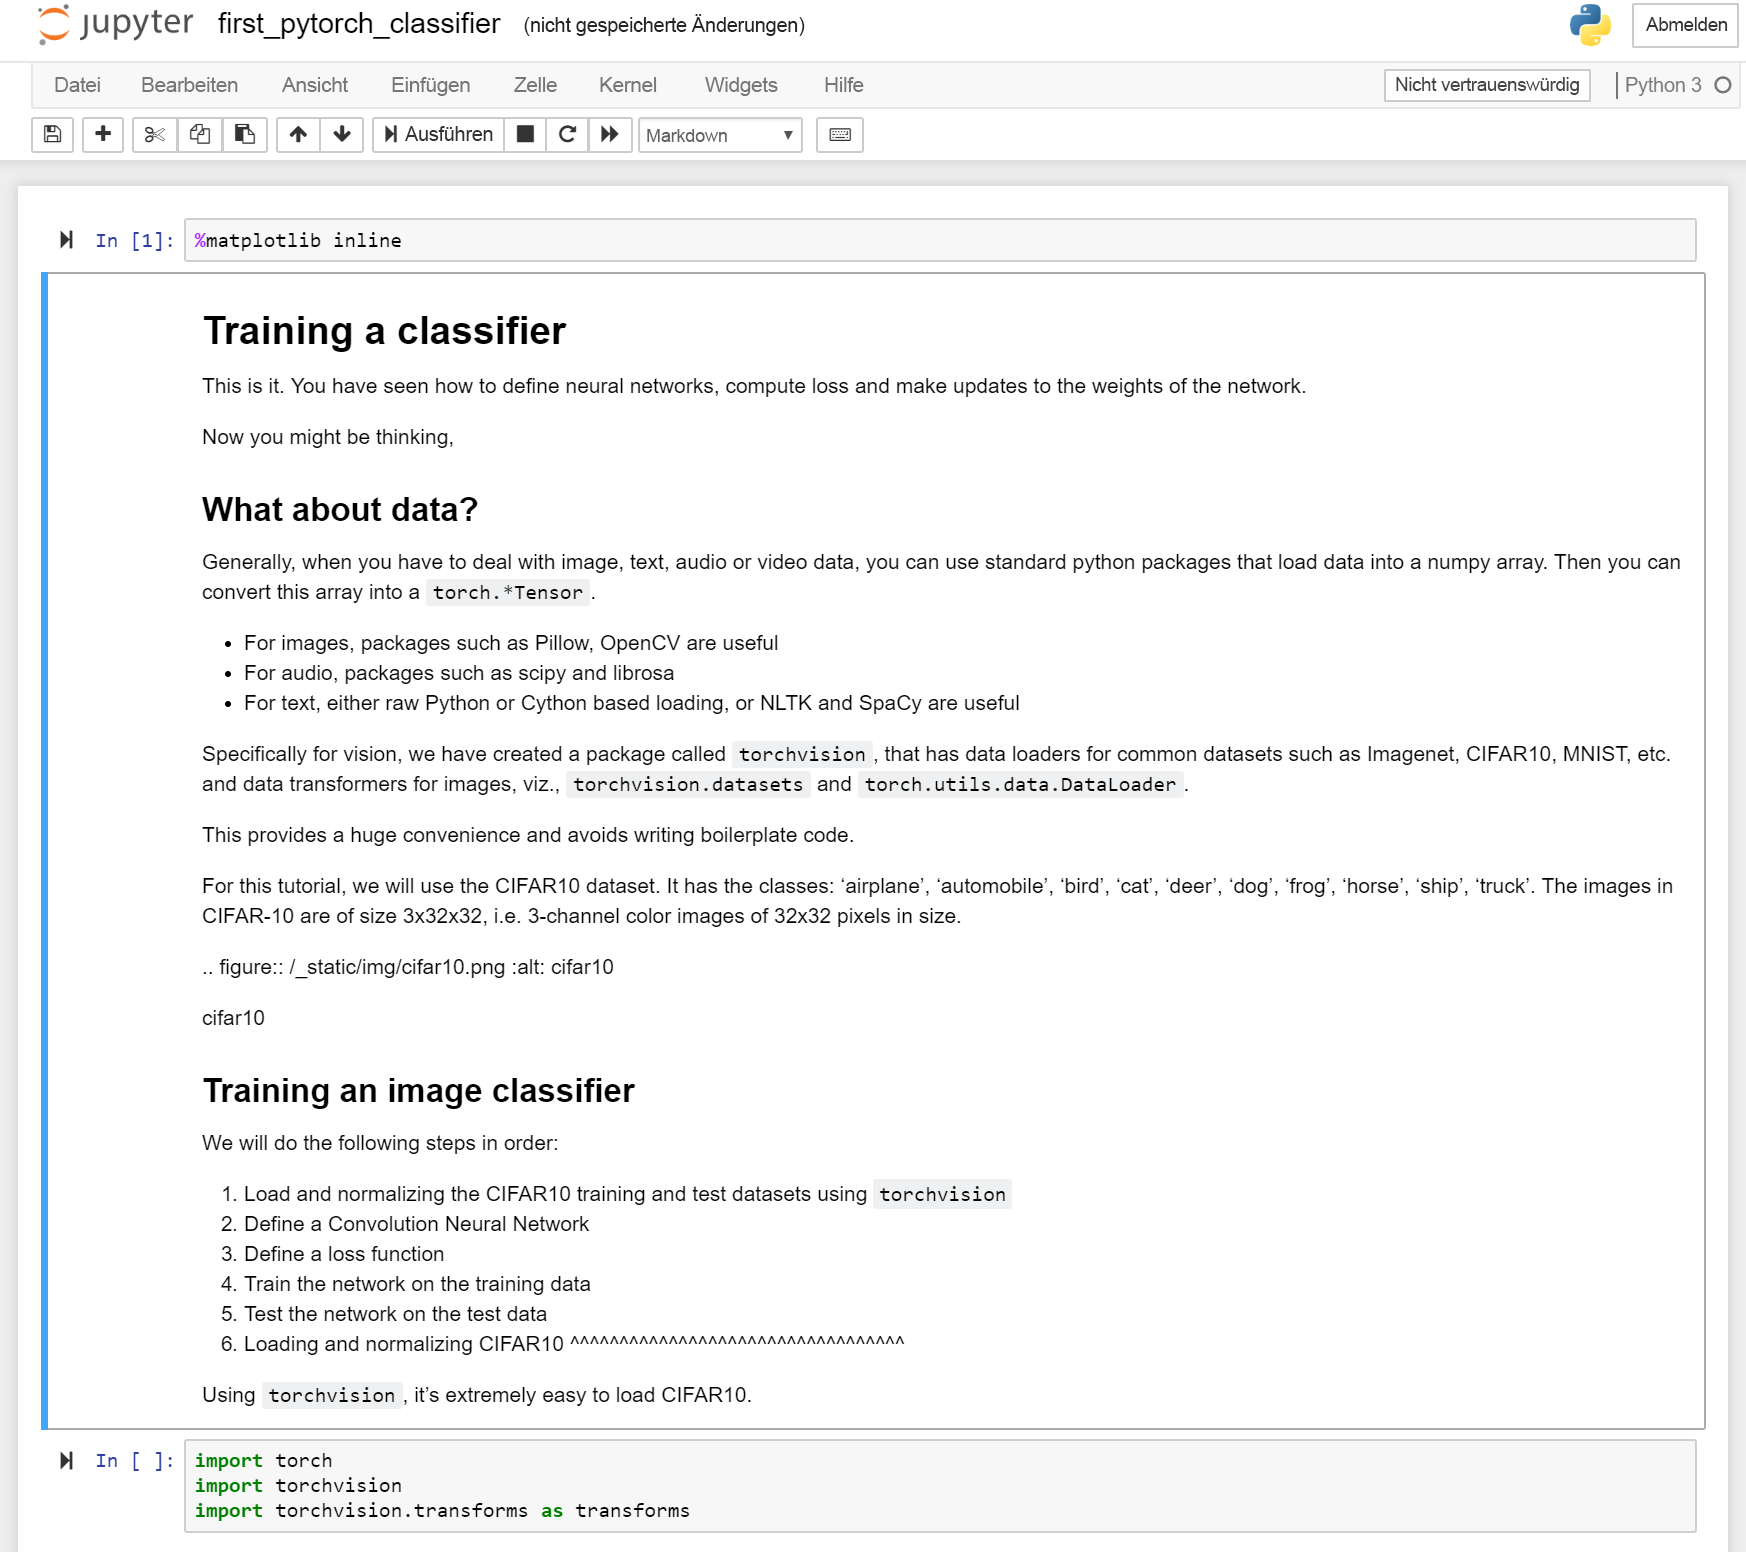 jupyter first_pytorch_classifier (nicht gespeicherte Änderungen) Abmelden
Datei Bearbeiten Ansicht Einfügen Zelle Kernel Widgets Hilfe Nicht vertrauenswürdig Python 3
Ausführen Markdown
In [1]: %matplotlib inline
Training a classifier
This is it. You have seen how to define neural networks, compute loss and make updates to the weights of the network.
Now you might be thinking,
What about data?
Generally, when you have to deal with image, text, audio or video data, you can use standard python packages that load data into a numpy array. Then you can
convert this array into a torch.*Tensor.
• For images, packages such as Pillow, OpenCV are useful
• For audio, packages such as scipy and librosa
• For text, either raw Python or Cython based loading, or NLTK and SpaCy are useful
Specifically for vision, we have created a package called torchvision, that has data loaders for common datasets such as Imagenet, CIFAR10, MNIST, etc.
and data transformers for images, viz., torchvision.datasets and torch.utils.data.DataLoader.
This provides a huge convenience and avoids writing boilerplate code.
For this tutorial, we will use the CIFAR10 dataset. It has the classes: ‘airplane’, ‘automobile’, ‘bird’, ‘cat’, ‘deer’, ‘dog’, ‘frog’, ‘horse’, ‘ship’, ‘truck’. The images in
CIFAR-10 are of size 3x32x32, i.e. 3-channel color images of 32x32 pixels in size.
.. figure:: /_static/img/cifar10.png :alt: cifar10
cifar10
Training an image classifier
We will do the following steps in order:
1. Load and normalizing the CIFAR10 training and test datasets using torchvision
2. Define a Convolution Neural Network
3. Define a loss function
4. Train the network on the training data
5. Test the network on the test data
6. Loading and normalizing CIFAR10 ^^^^^^^^^^^^^^^^^^^^^^^^^^^^^^^^^^
Using torchvision, it’s extremely easy to load CIFAR10.
In [ ]: import torch
import torchvision
import torchvision.transforms as transforms